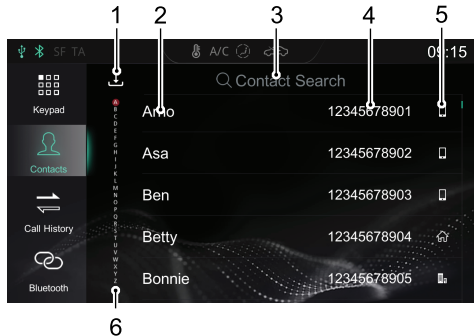 1 2 3 4 5
SF TA A/C 09:15
Contact Search
Keypad
Contacts
Call History
Bluetooth
A
B
C
D
E
F
G
H
I
J
K
L
M
N
O
P
Q
R
S
T
U
V
W
X
Y
Z
Arno 12345678901
Asa 12345678902
Ben 12345678903
Betty 12345678904
Bonnie 12345678905
6